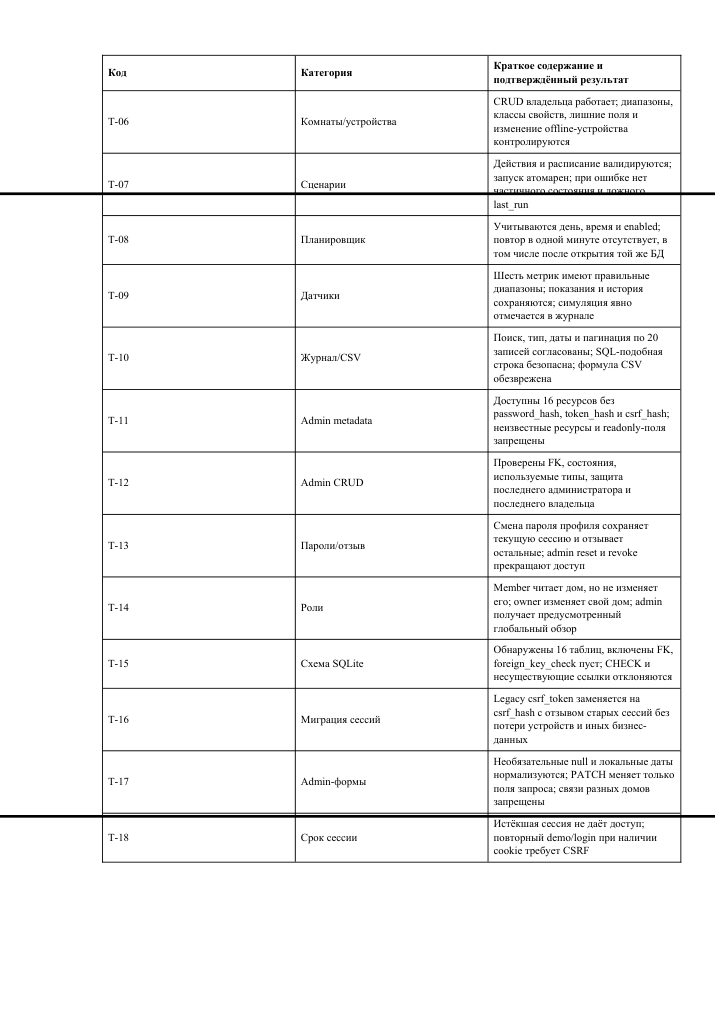 Код
Категория
Краткое содержание и
подтверждённый результат
T-06
Комнаты/устройства
CRUD владельца работает; диапазоны,
классы свойств, лишние поля и
изменение offline-устройства
контролируются
T-07
Сценарии
Действия и расписание валидируются;
запуск атомарен; при ошибке нет
частичного состояния и ложного
last_run
T-08
Планировщик
Учитываются день, время и enabled;
повтор в одной минуте отсутствует, в
том числе после открытия той же БД
T-09
Датчики
Шесть метрик имеют правильные
диапазоны; показания и история
сохраняются; симуляция явно
отмечается в журнале
T-10
Журнал/CSV
Поиск, тип, даты и пагинация по 20
записей согласованы; SQL-подобная
строка безопасна; формула CSV
обезврежена
T-11
Admin metadata
Доступны 16 ресурсов без
password_hash, token_hash и csrf_hash;
неизвестные ресурсы и readonly-поля
запрещены
T-12
Admin CRUD
Проверены FK, состояния,
используемые типы, защита
последнего администратора и
последнего владельца
T-13
Пароли/отзыв
Смена пароля профиля сохраняет
текущую сессию и отзывает
остальные; admin reset и revoke
прекращают доступ
T-14
Роли
Member читает дом, но не изменяет
его; owner изменяет свой дом; admin
получает предусмотренный
глобальный обзор
T-15
Схема SQLite
Обнаружены 16 таблиц, включены FK,
foreign_key_check пуст; CHECK и
несуществующие ссылки отклоняются
T-16
Миграция сессий
Legacy csrf_token заменяется на
csrf_hash с отзывом старых сессий без
потери устройств и иных бизнес-
данных
T-17
Admin-формы
Необязательные null и локальные даты
нормализуются; PATCH меняет только
поля запроса; связи разных домов
запрещены
T-18
Срок сессии
Истёкшая сессия не даёт доступ;
повторный demo/login при наличии
cookie требует CSRF